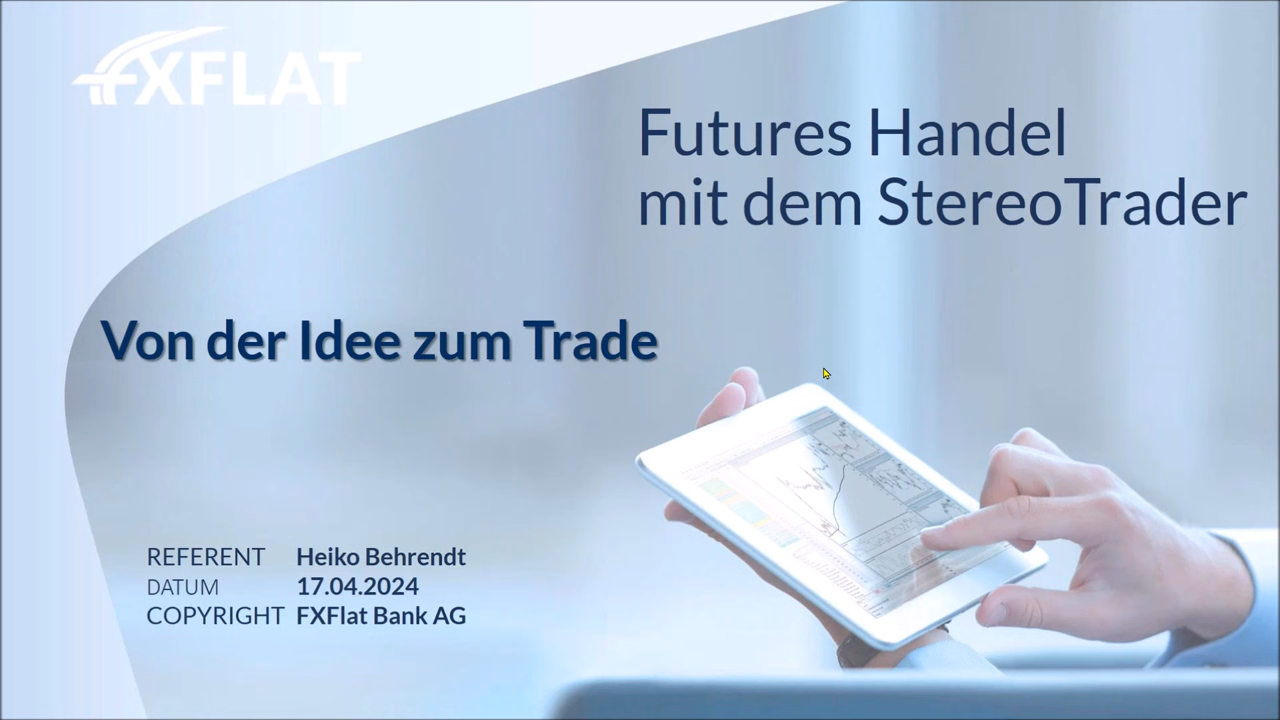 FXFLAT
Futures Handel
mit dem StereoTrader
Von der Idee zum Trade
REFERENT Heiko Behrendt
DATUM 17.04.2024
COPYRIGHT FXFlat Bank AG